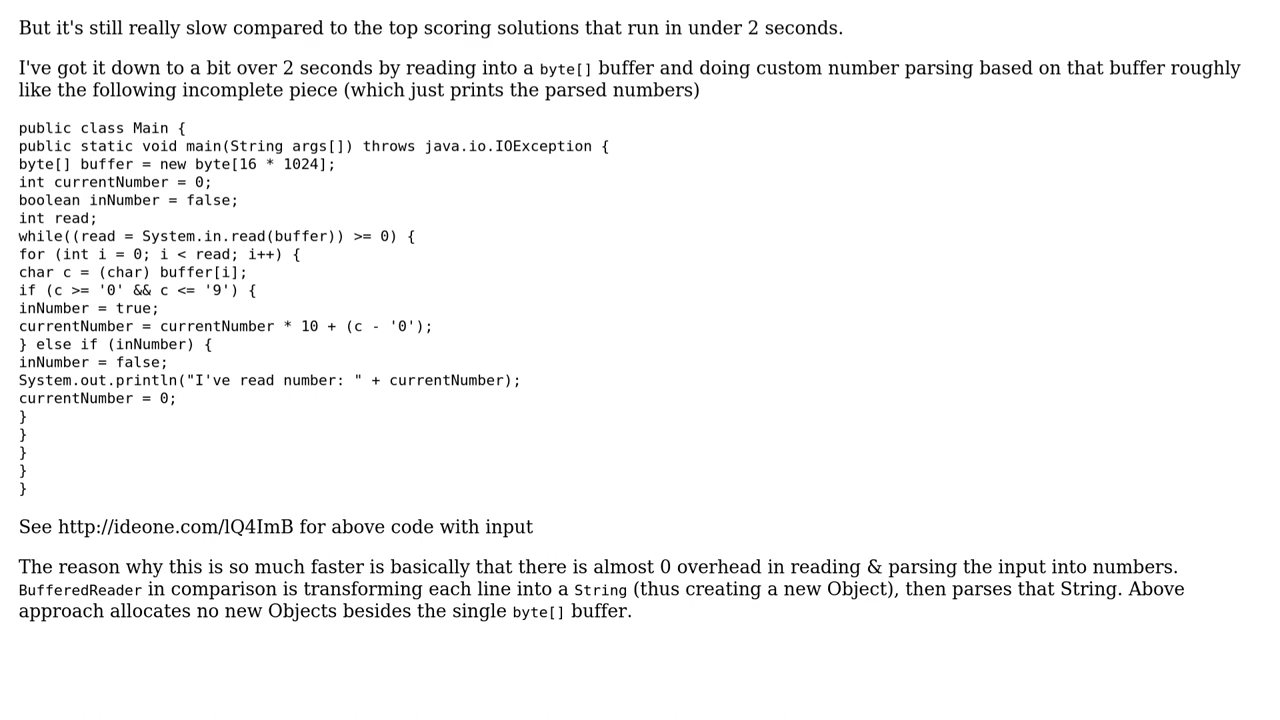 But it's still really slow compared to the top scoring solutions that run in under 2 seconds.
I've got it down to a bit over 2 seconds by reading into a byte[] buffer and doing custom number parsing based on that buffer roughly
like the following incomplete piece (which just prints the parsed numbers)
public class Main {
public static void main(String args[]) throws java.io.IOException {
byte[] buffer = new byte[16 * 1024];
int currentNumber = 0;
boolean inNumber = false;
int read;
while((read = System.in.read(buffer)) >= 0) {
for (int i = 0; i < read; i++) {
char c = (char) buffer[i];
if (c >= '0' && c <= '9') {
inNumber = true;
currentNumber = currentNumber * 10 + (c - '0');
} else if (inNumber) {
inNumber = false;
System.out.println("I've read number: " + currentNumber);
currentNumber = 0;
}
}
}
}
}
See http://ideone.com/lQ4ImB for above code with input
The reason why this is so much faster is basically that there is almost 0 overhead in reading & parsing the input into numbers.
BufferedReader in comparison is transforming each line into a String (thus creating a new Object), then parses that String. Above
approach allocates no new Objects besides the single byte[] buffer.